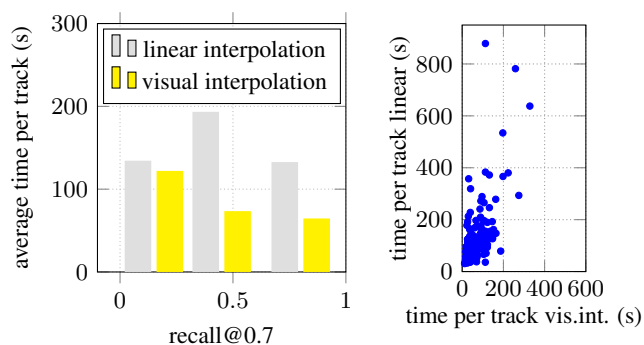 average time per track (s)
300
200
100
0
linear interpolation
visual interpolation
0
0.5
1
recall@0.7
time per track linear (s)
800
600
400
200
0
0 200 400 600
time per track vis.int. (s)